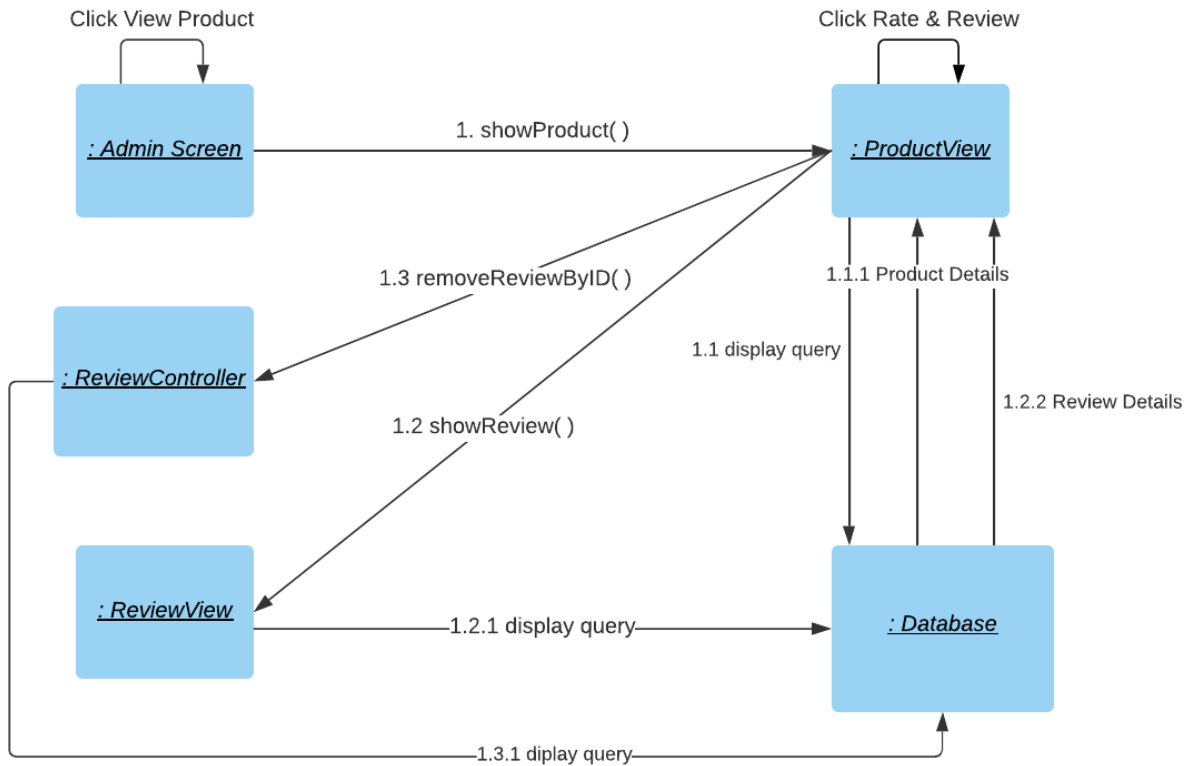 Click View Product
Click Rate & Review
: Admin Screen
1. showProduct( )
: ProductView
1.3 removeReviewByID( )
1.1.1 Product Details
1.1 display query
: ReviewController
1.2.2 Review Details
1.2 showReview( )
: ReviewView
1.2.1 display query
: Database
1.3.1 diplay query